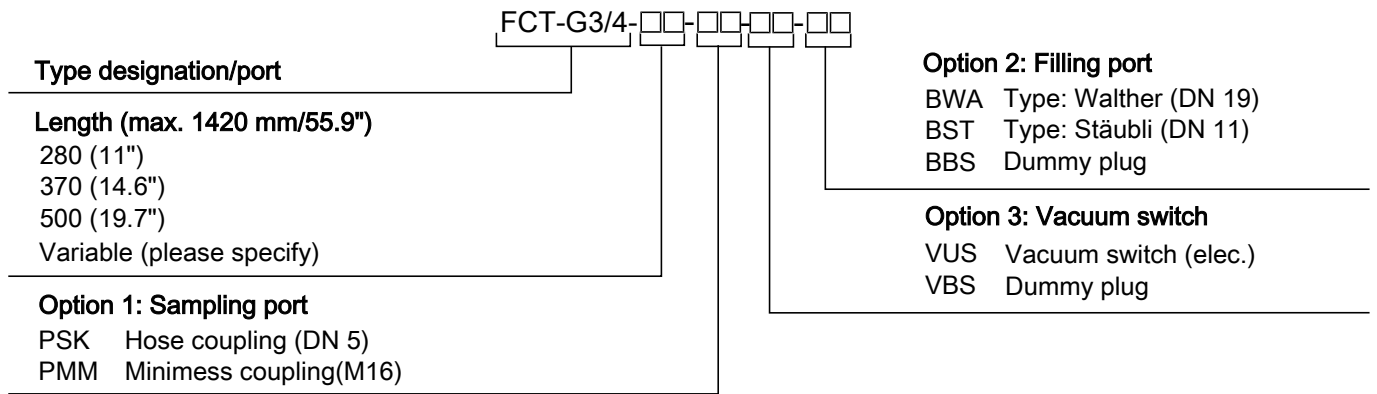 FCT-G3/4-□□-□□-□□-□□
Type designation/port
Length (max. 1420 mm/55.9")
280 (11")
370 (14.6")
500 (19.7")
Variable (please specify)
Option 1: Sampling port
PSK Hose coupling (DN 5)
PMM Minimess coupling(M16)
Option 2: Filling port
BWA Type: Walther (DN 19)
BST Type: Stäubli (DN 11)
BBS Dummy plug
Option 3: Vacuum switch
VUS Vacuum switch (elec.)
VBS Dummy plug